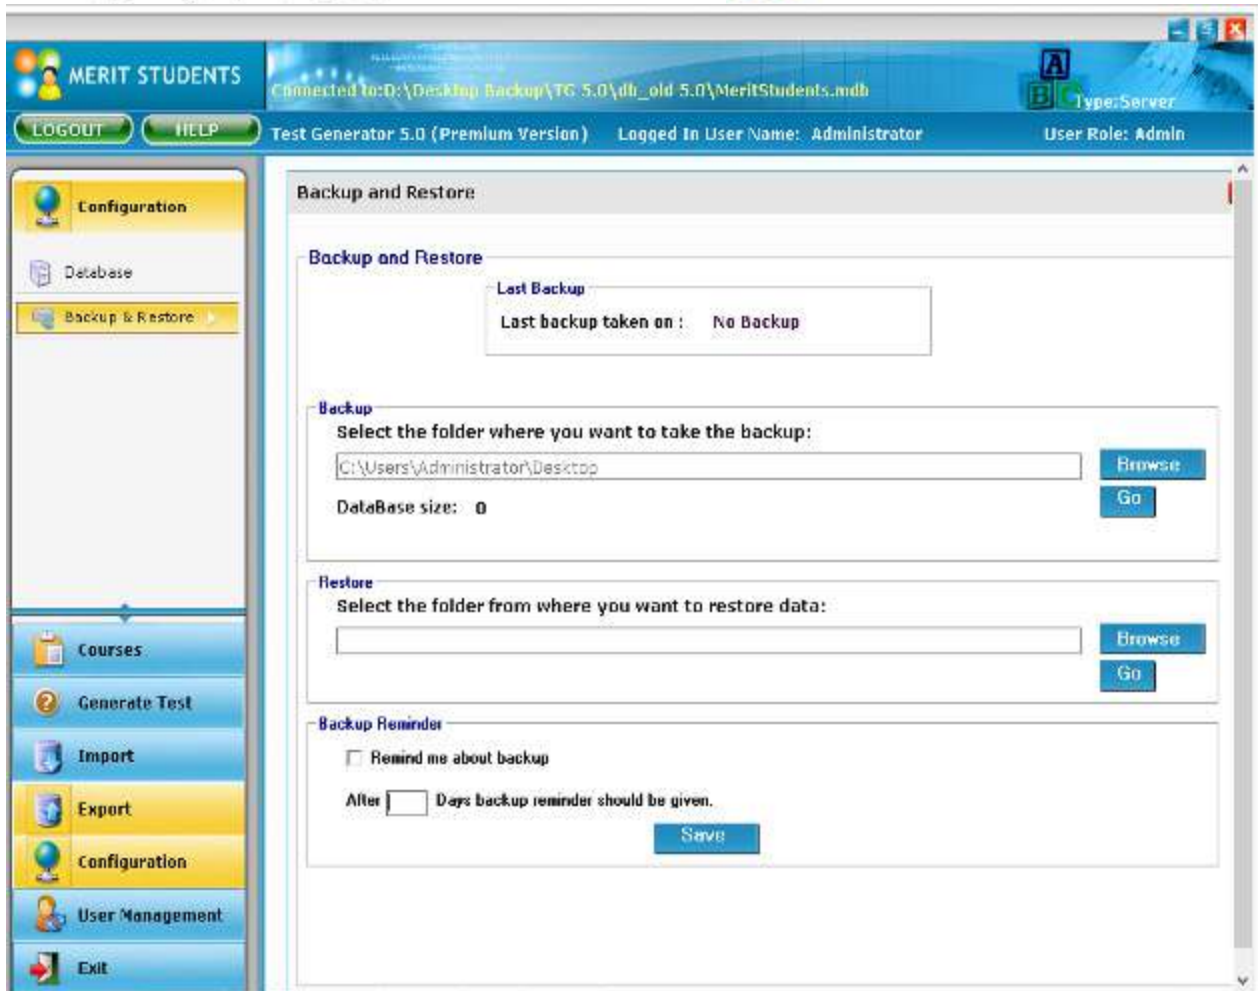 MERIT STUDENTS
Connected to:D:\Desktop Backup\TG 5.0\db_old 5.0\MeritStudents.mdb
A
B C Type:Server
LOGOUT HELP Test Generator 5.0 (Premium Version) Logged In User Name: Administrator User Role: Admin
Configuration
Database
Backup & Restore
Backup and Restore
Backup and Restore
Last Backup
Last backup taken on : No Backup
Backup
Select the folder where you want to take the backup:
C:\Users\Administrator\Desktop Browse
DataBase size: 0 Go
Restore
Select the folder from where you want to restore data:
Browse
Go
Backup Reminder
Remind me about backup
After Days backup reminder should be given.
Save
Courses
Generate Test
Import
Export
Configuration
User Management
Exit